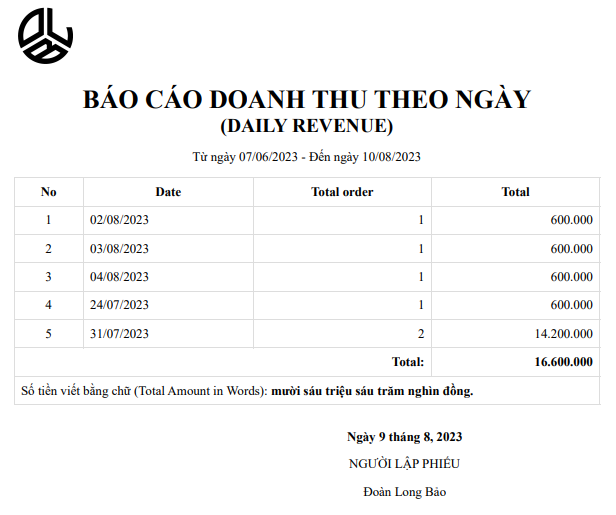 BÁO CÁO DOANH THU THEO NGÀY
(DAILY REVENUE)
Từ ngày 07/06/2023 - Đến ngày 10/08/2023
No Date Total order Total
1 02/08/2023 1 600.000
2 03/08/2023 1 600.000
3 04/08/2023 1 600.000
4 24/07/2023 1 600.000
5 31/07/2023 2 14.200.000
Total: 16.600.000
Số tiền viết bằng chữ (Total Amount in Words): mười sáu triệu sáu trăm nghìn đồng.
Ngày 9 tháng 8, 2023
NGƯỜI LẬP PHIẾU
Đoàn Long Bảo